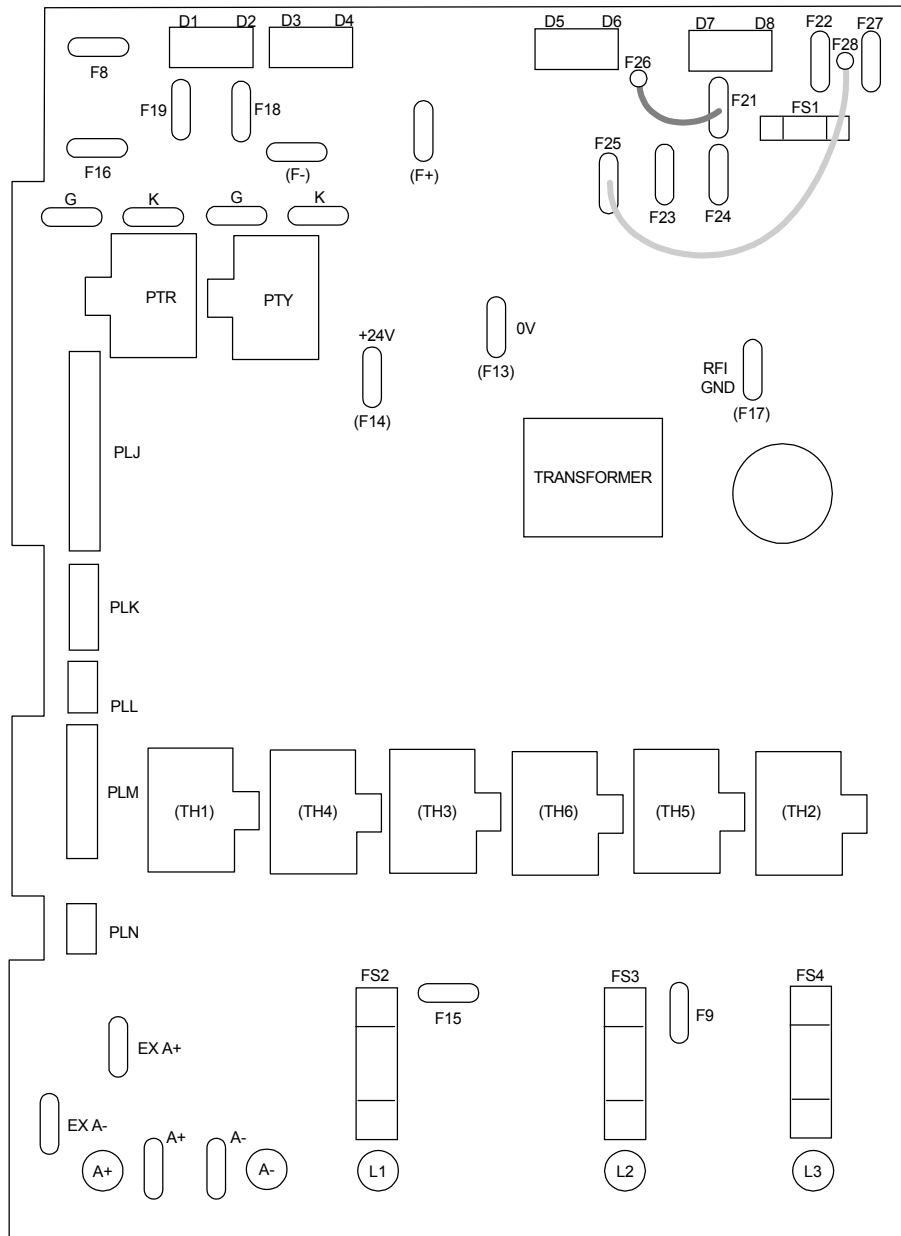 D1 D2 D3 D4 D5 D6 D7 D8 F22 F27
F8 F26 F28
F19 F18 F21
FS1
F16 (F-) (F+) F25
G K G K F23 F24
PTR PTY
+24V 0V
(F14) (F13)
RFI
GND
(F17)
PLJ
TRANSFORMER
PLK
PLL
PLM
(TH1) (TH4) (TH3) (TH6) (TH5) (TH2)
PLN
FS2 FS3 FS4
F15 F9
EX A+
EX A-
A+ A-
A+ A- L1 L2 L3